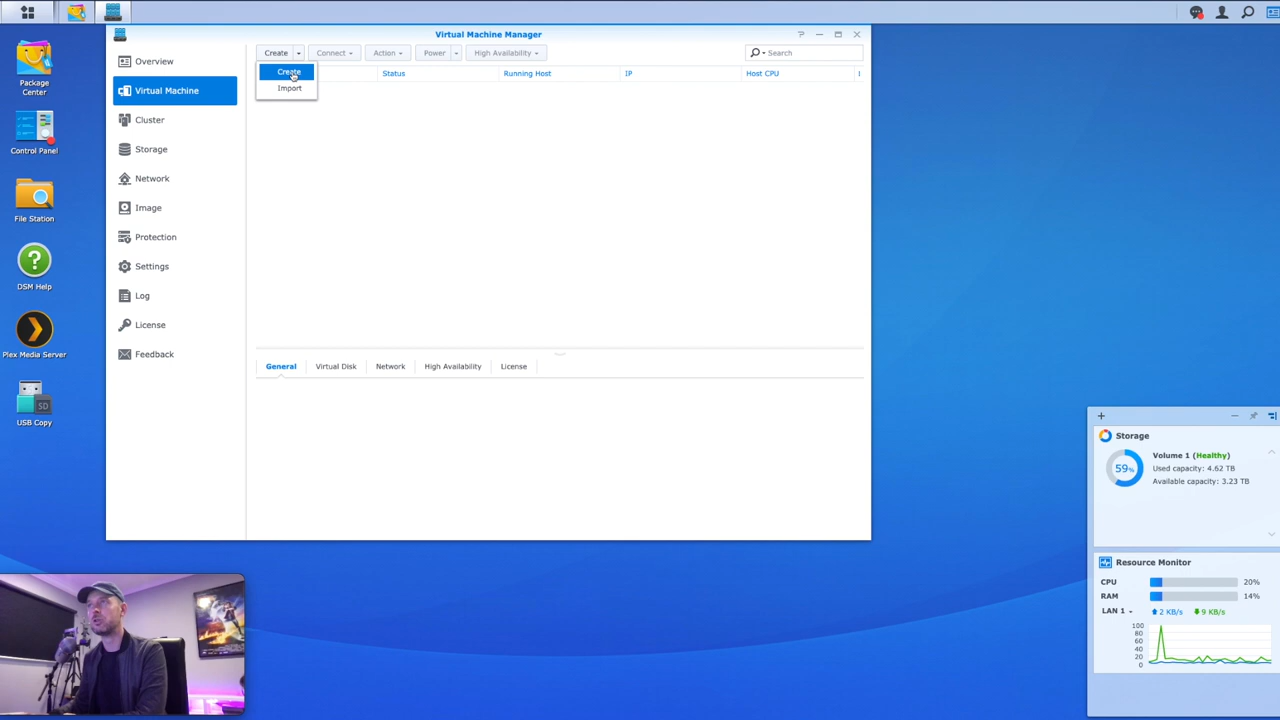 Virtual Machine Manager
Package
Center
Control Panel
File Station
DSM Help
Plex Media Server
SD
USB Copy
Overview
Virtual Machine
Cluster
Storage
Network
Image
Protection
Settings
Log
License
Feedback
Create Connect Action Power High Availability Search
Create
Import
Status Running Host IP Host CPU
General Virtual Disk Network High Availability License
Storage
59%
Volume 1 (Healthy)
Used capacity: 4.62 TB
Available capacity: 3.23 TB
Resource Monitor
CPU 20%
RAM 14%
LAN 1 2 KB/s 9 KB/s
100
80
60
40
20
0